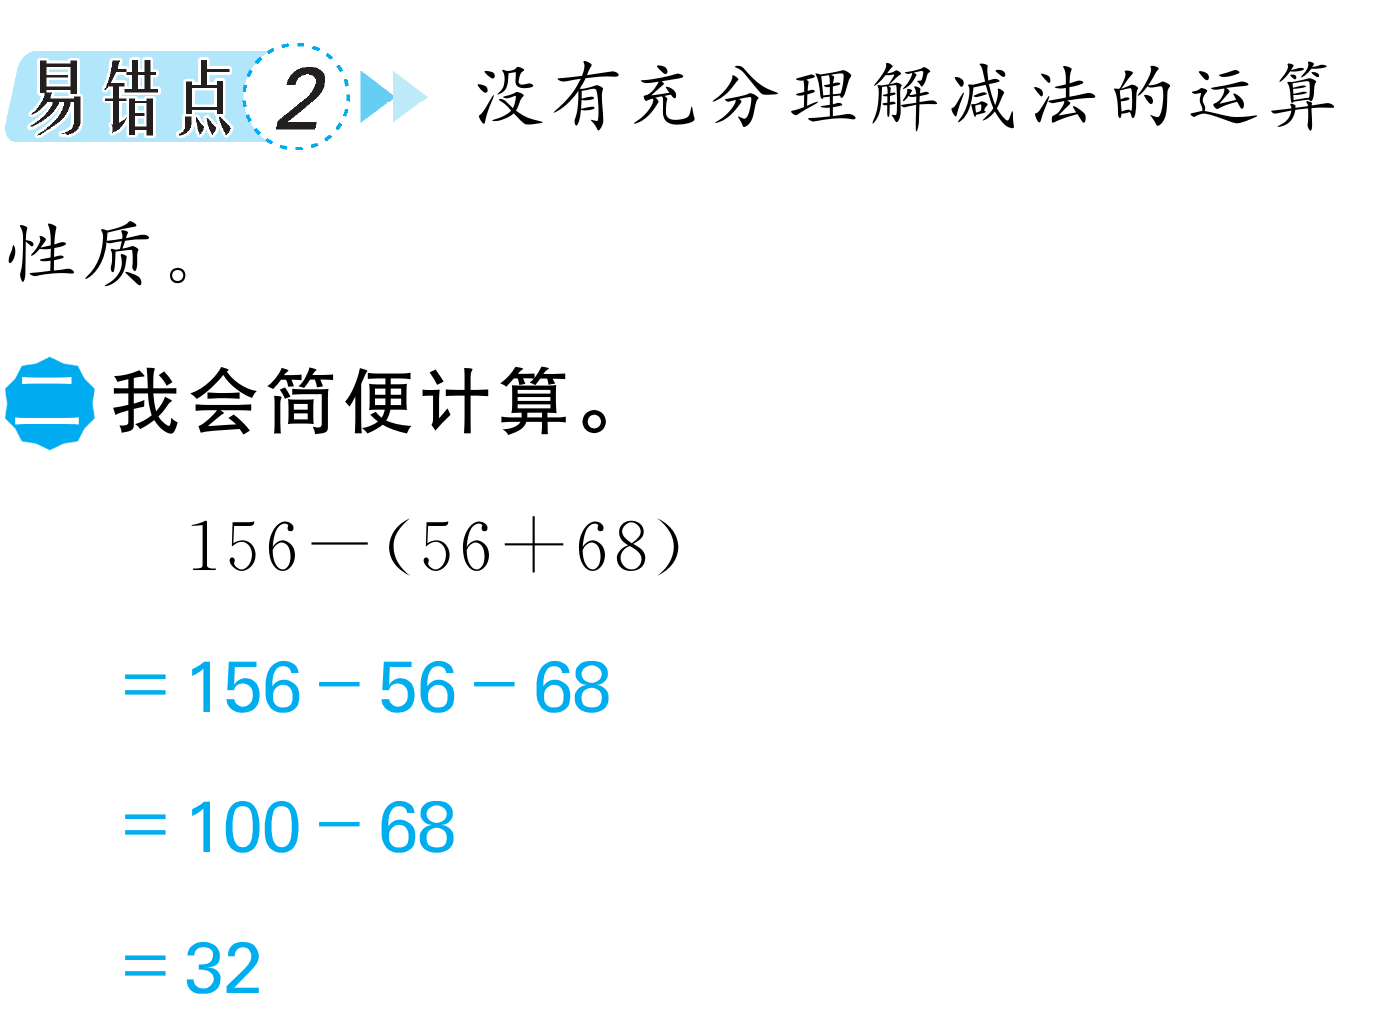 易错点2 没有充分理解减法的运算
性质。
二 我会简便计算。
156－(56＋68)
＝156－56－68
＝100－68
＝32